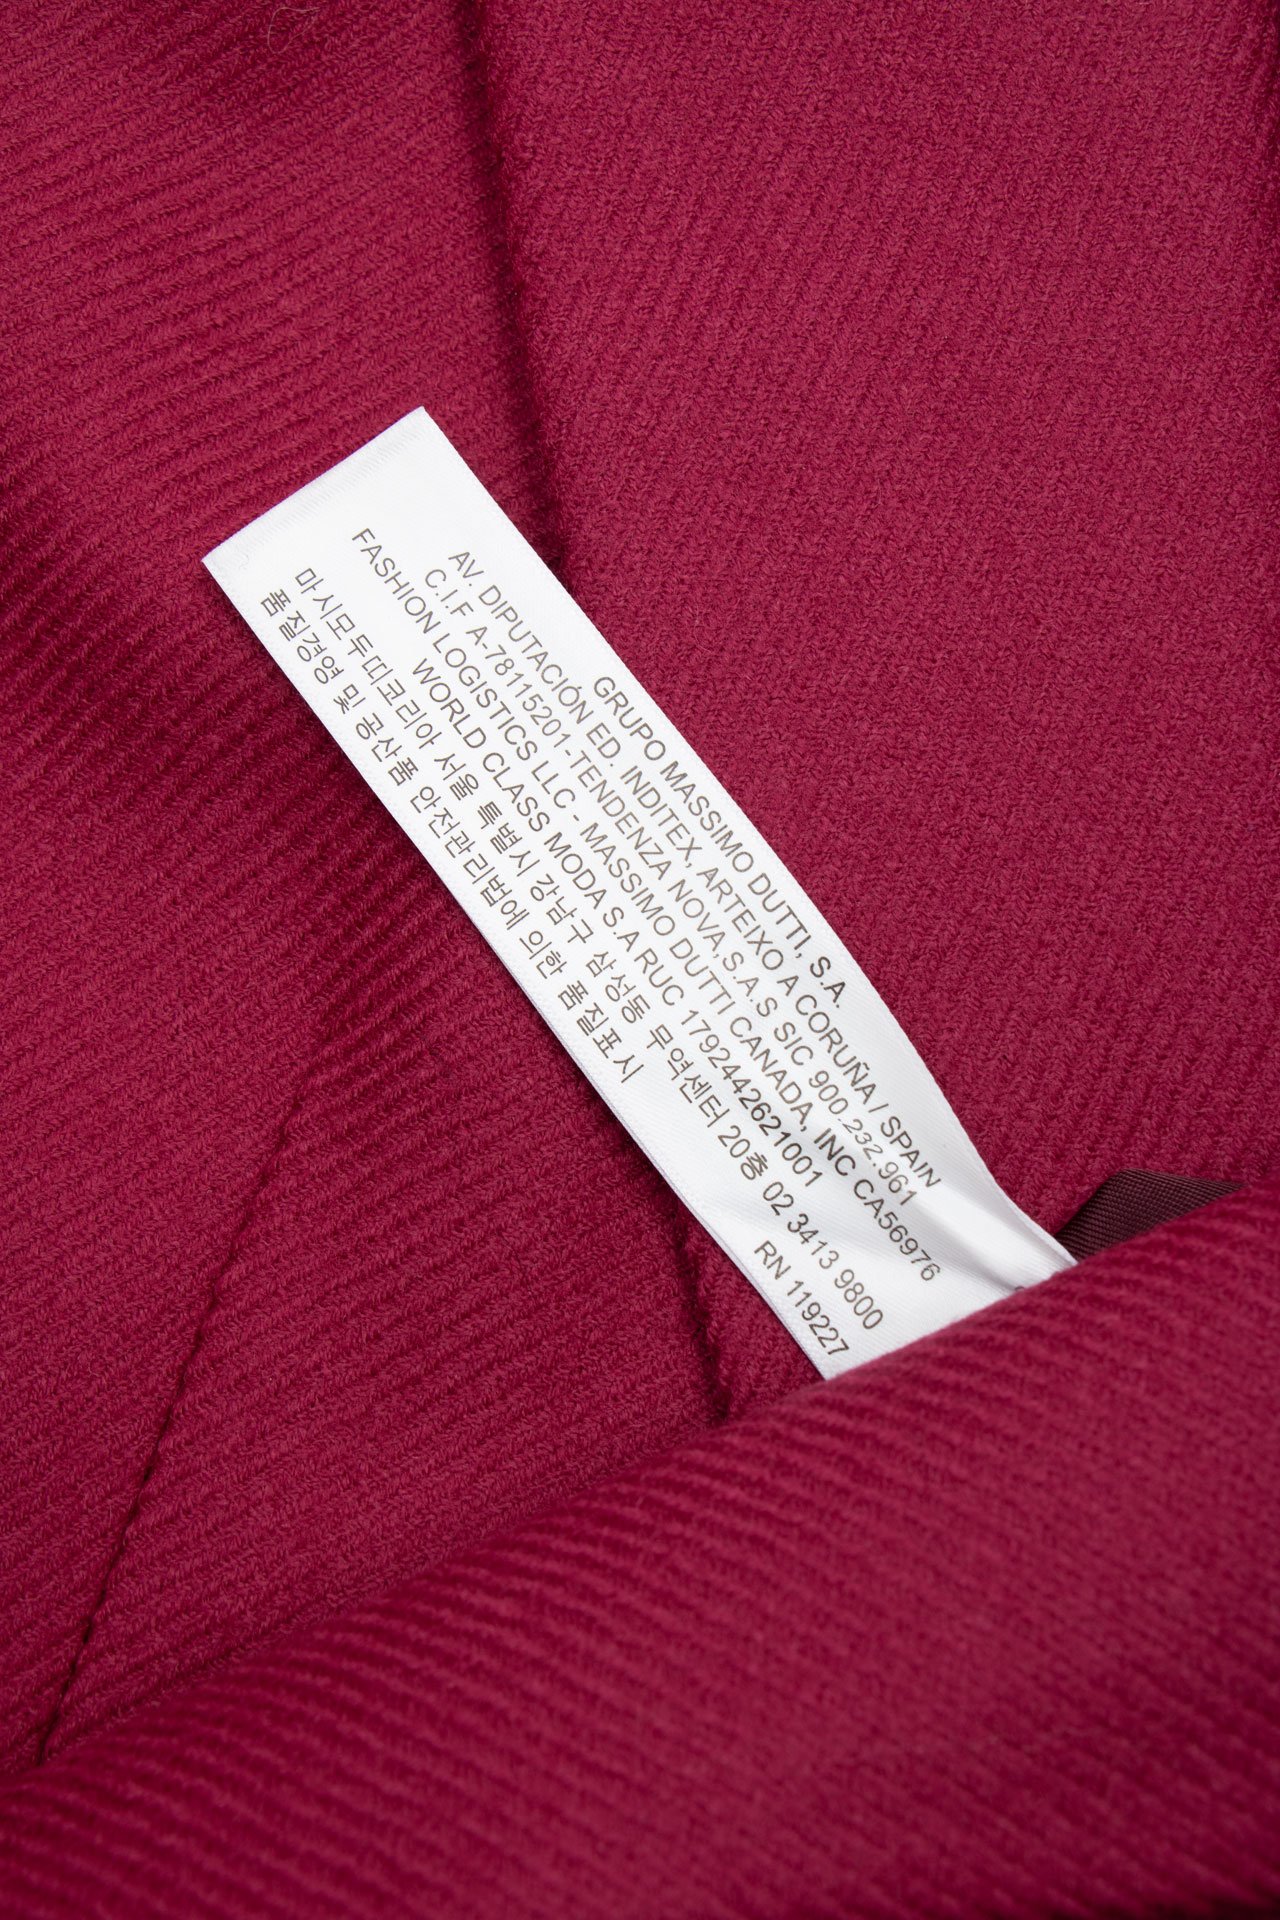 GRUPO MASSIMO DUTTI, S.A.
AV. DIPUTACIÓN ED. INDITEX, ARTEIXO A CORUÑA / SPAIN
C.I.F A-78115201-TENDENZA NOVA,S.A.S SIC 900.232.961
FASHION LOGISTICS LLC - MASSIMO DUTTI CANADA, INC CA56976
WORLD CLASS MODA S.A RUC 1792442621001
마시모두띠코리아 서울 특별시 강남구 삼성동 무역센터 20층 02 3413 9800
품질경영 및 공산품 안전관리법에 의한 품질표시
RN 119227